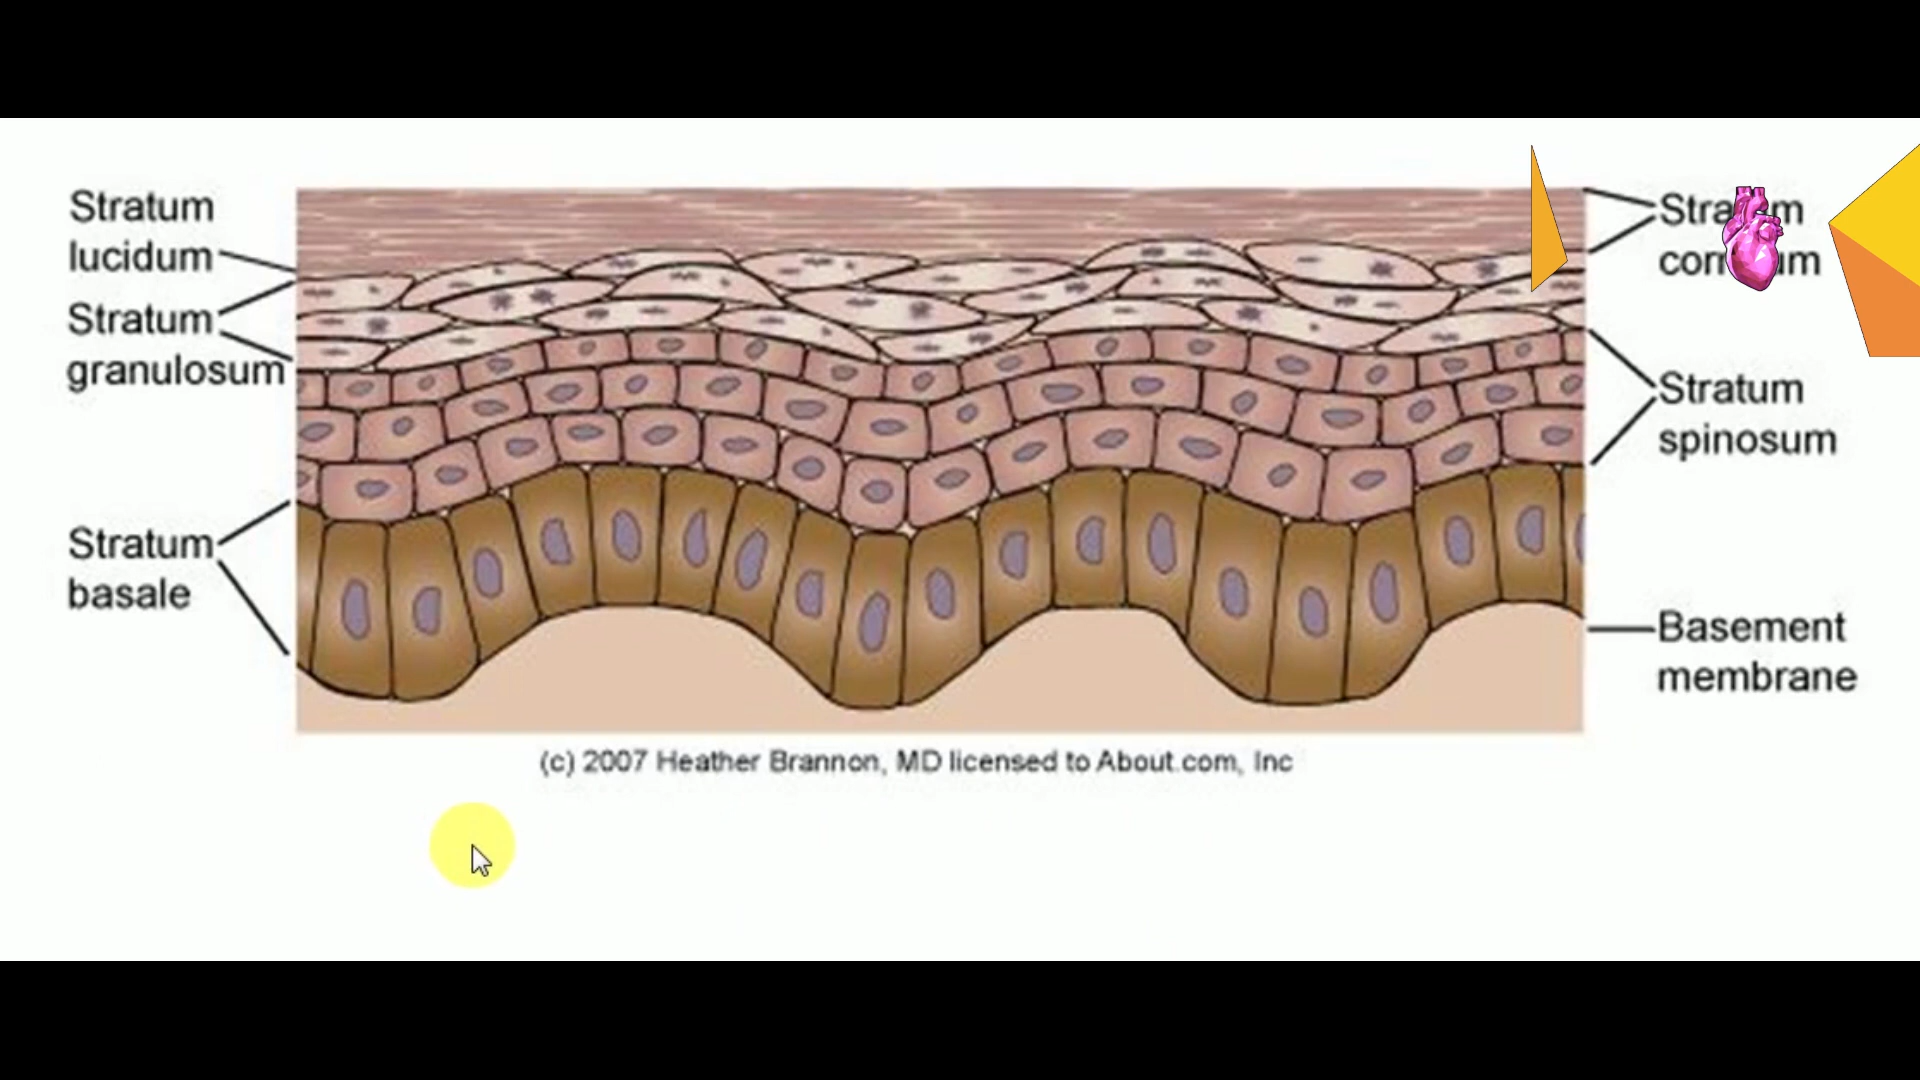 Stratum
lucidum
Stratum
granulosum
Stratum
basale
Stratum
spinosum
Basement
membrane
(c) 2007 Heather Brannon, MD licensed to About.com, Inc